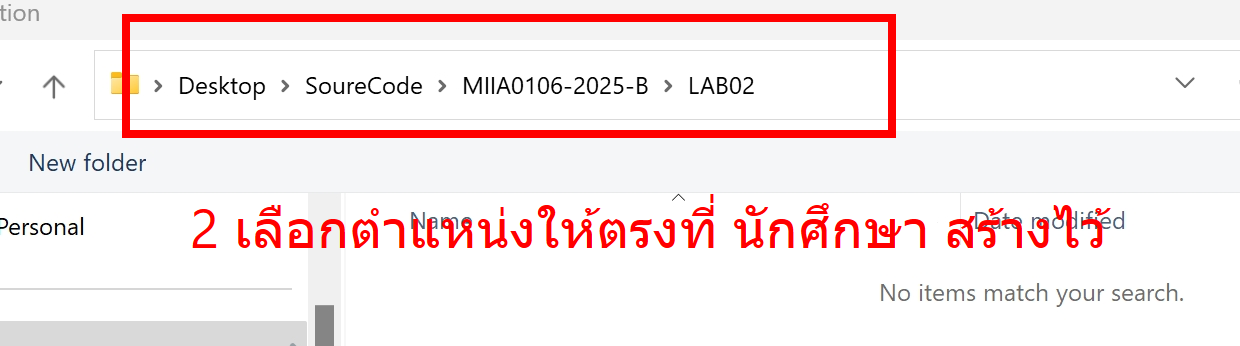 tion
Desktop > SoureCode > MIIA0106-2025-B > LAB02
New folder
Name Date modified
Personal
2 เลือกตำแหน่งให้ตรงที่ นักศึกษา สร้างไว้
No items match your search.